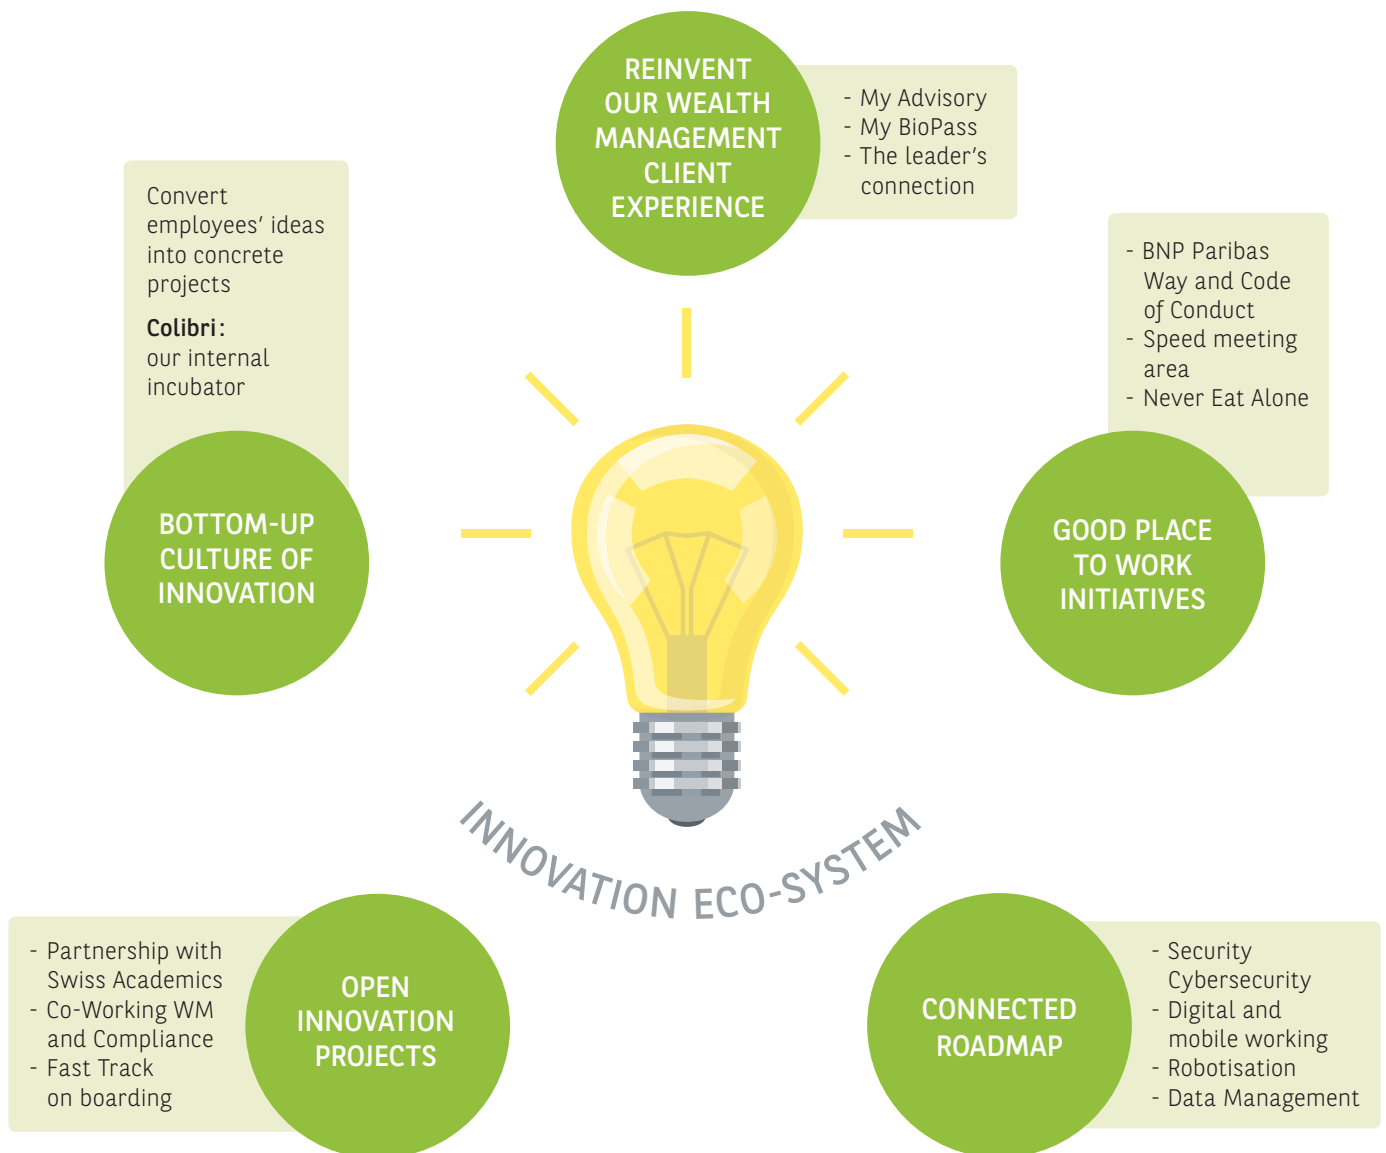 REINVENT
OUR WEALTH
MANAGEMENT
CLIENT
EXPERIENCE
- My Advisory
- My BioPass
- The leader’s
connection
Convert
employees’ ideas
into concrete
projects
Colibri:
our internal
incubator
BOTTOM-UP
CULTURE OF
INNOVATION
- BNP Paribas
Way and Code
of Conduct
- Speed meeting
area
- Never Eat Alone
GOOD PLACE
TO WORK
INITIATIVES
INNOVATION ECO-SYSTEM
- Partnership with
Swiss Academics
- Co-Working WM
and Compliance
- Fast Track
on boarding
OPEN
INNOVATION
PROJECTS
CONNECTED
ROADMAP
- Security
Cybersecurity
- Digital and
mobile working
- Robotisation
- Data Management